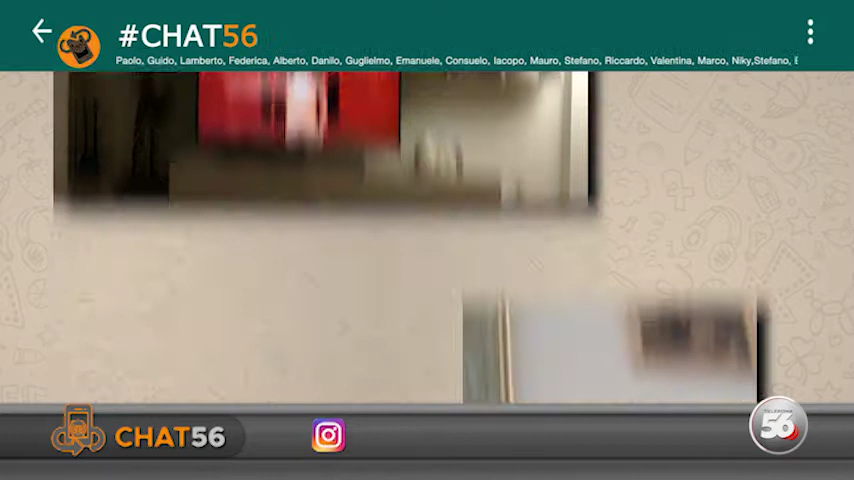 #CHAT56
Paolo, Guido, Lamberto, Federica, Alberto, Danilo, Guglielmo, Emanuele, Consuelo, Iacopo, Mauro, Stefano, Riccardo, Valentina, Marco, Niky,Stefano,
CHAT56
TELEROMA
56